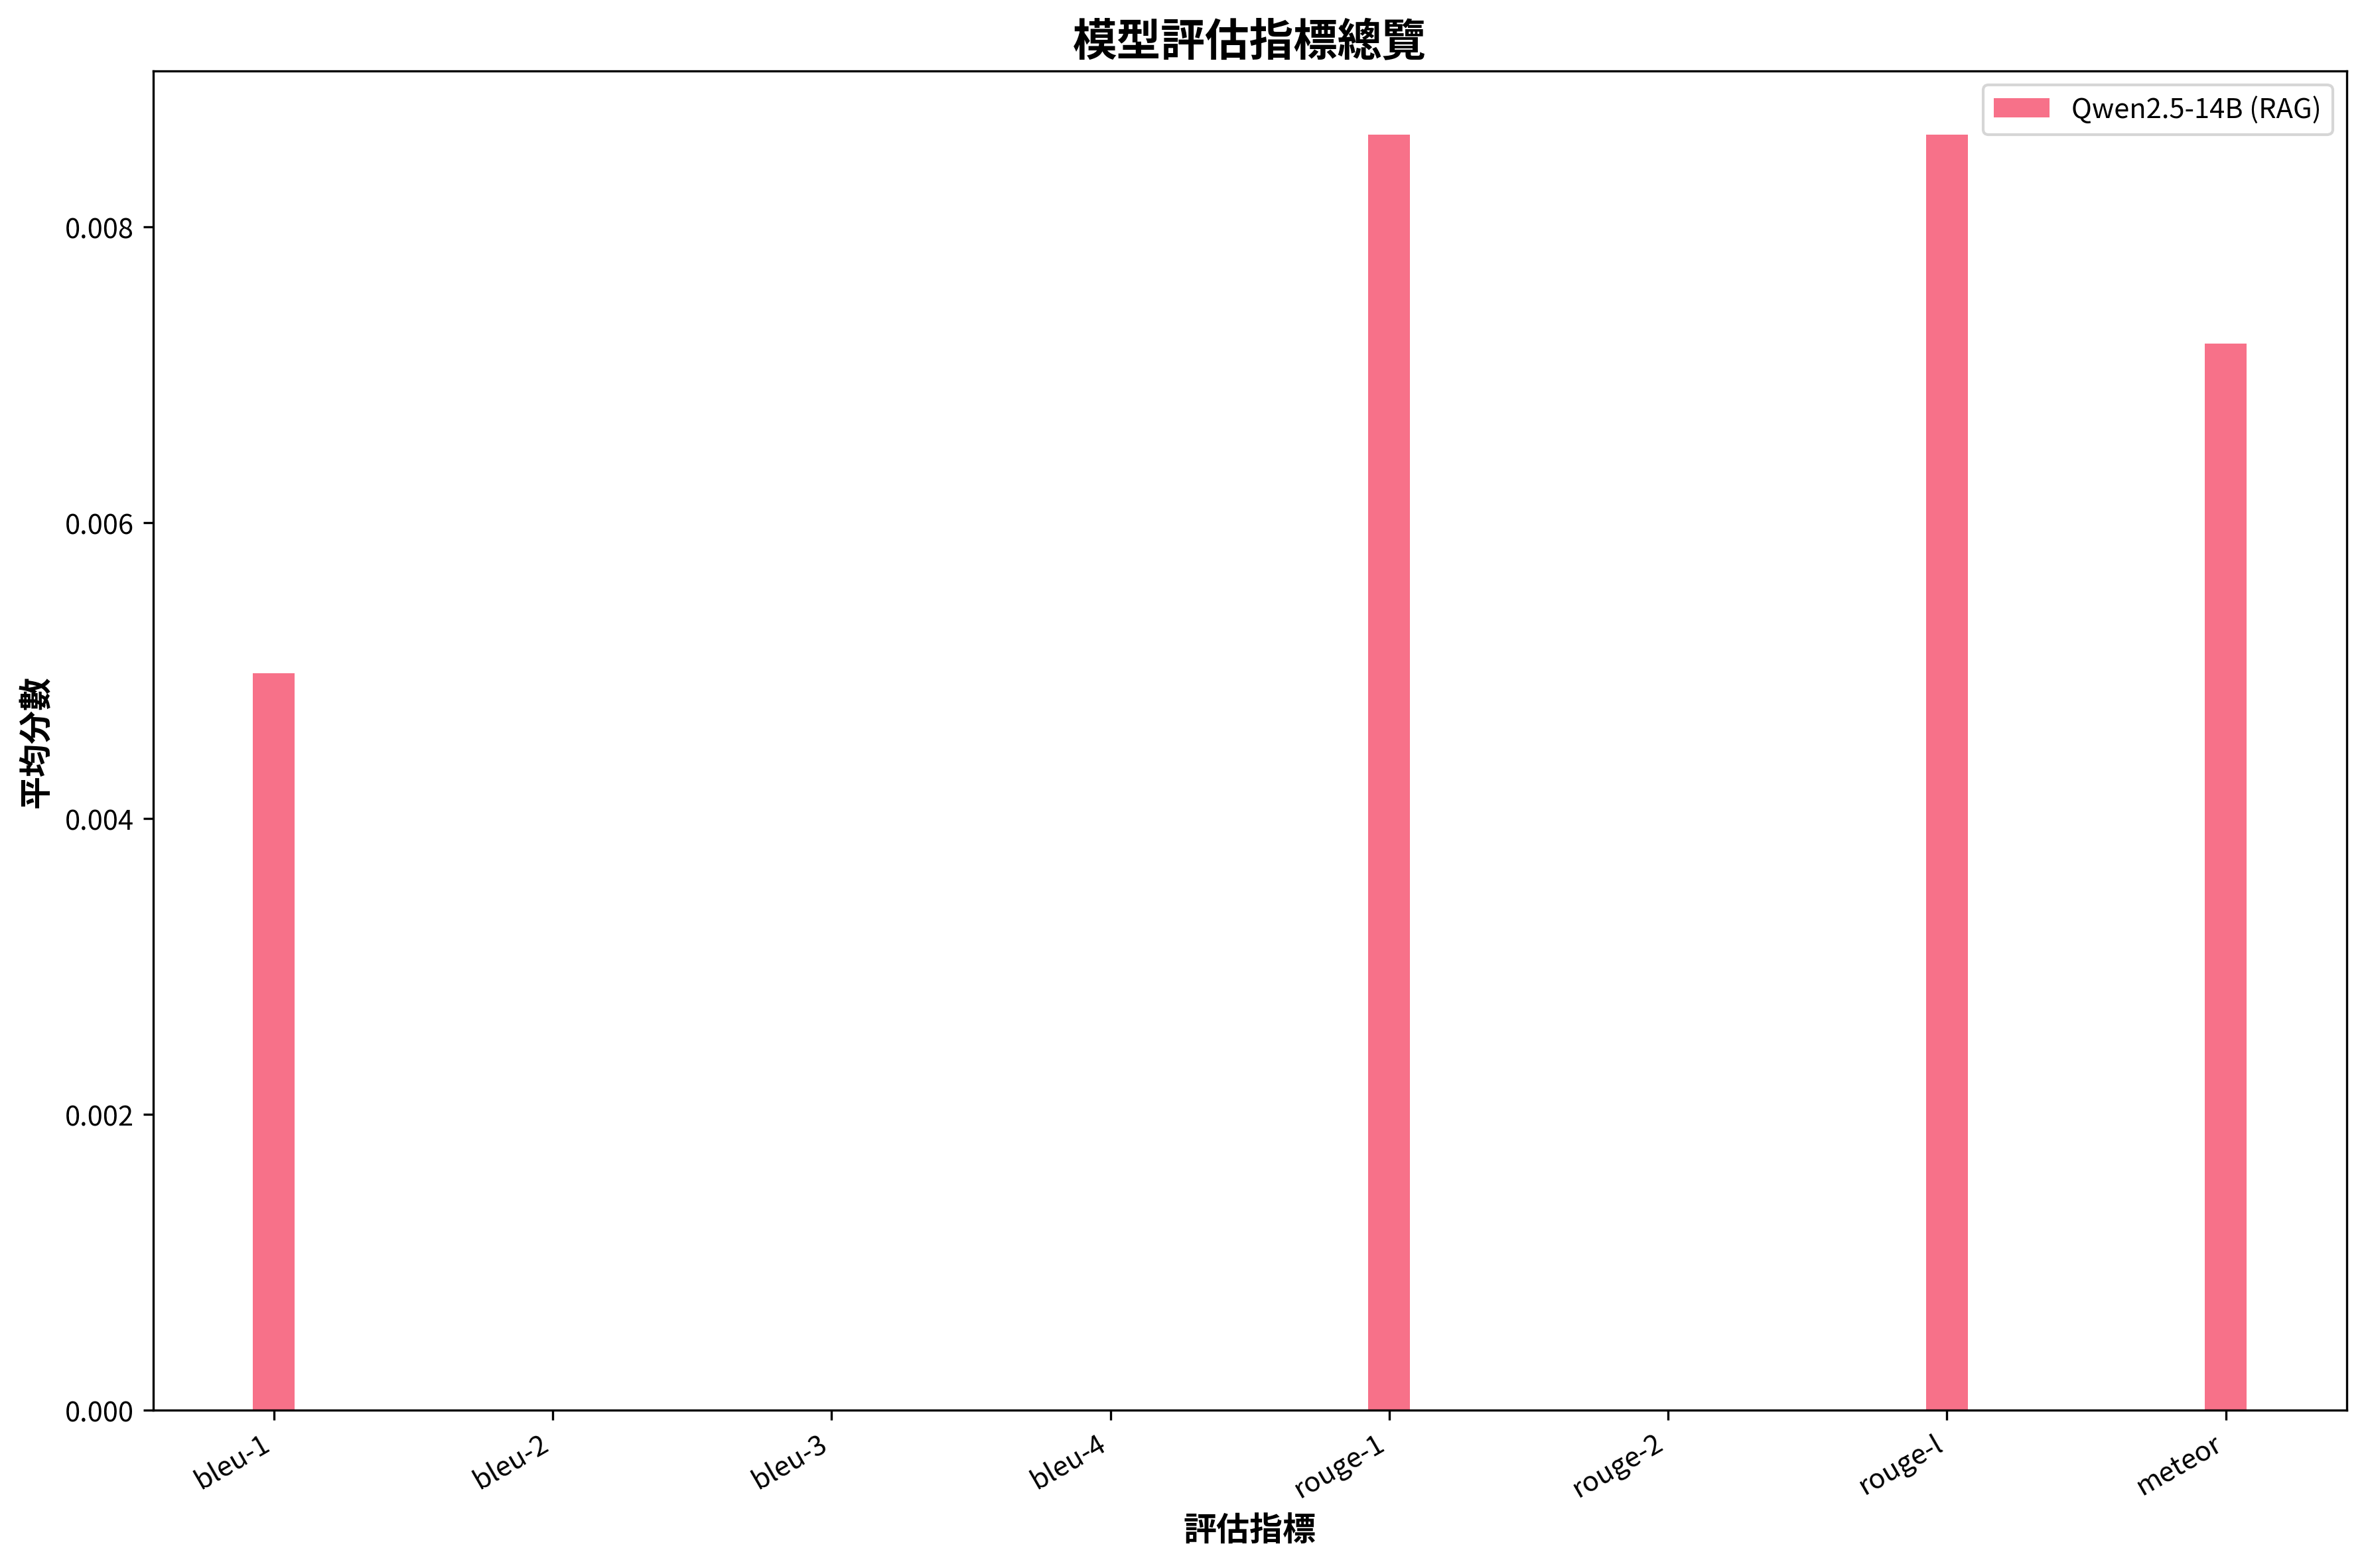 模型評估指標總覽
Qwen2.5-14B (RAG)
平均分數
0.008
0.006
0.004
0.002
0.000
bleu-1
bleu-2
bleu-3
bleu-4
rouge-1
rouge-2
rouge-l
meteor
評估指標